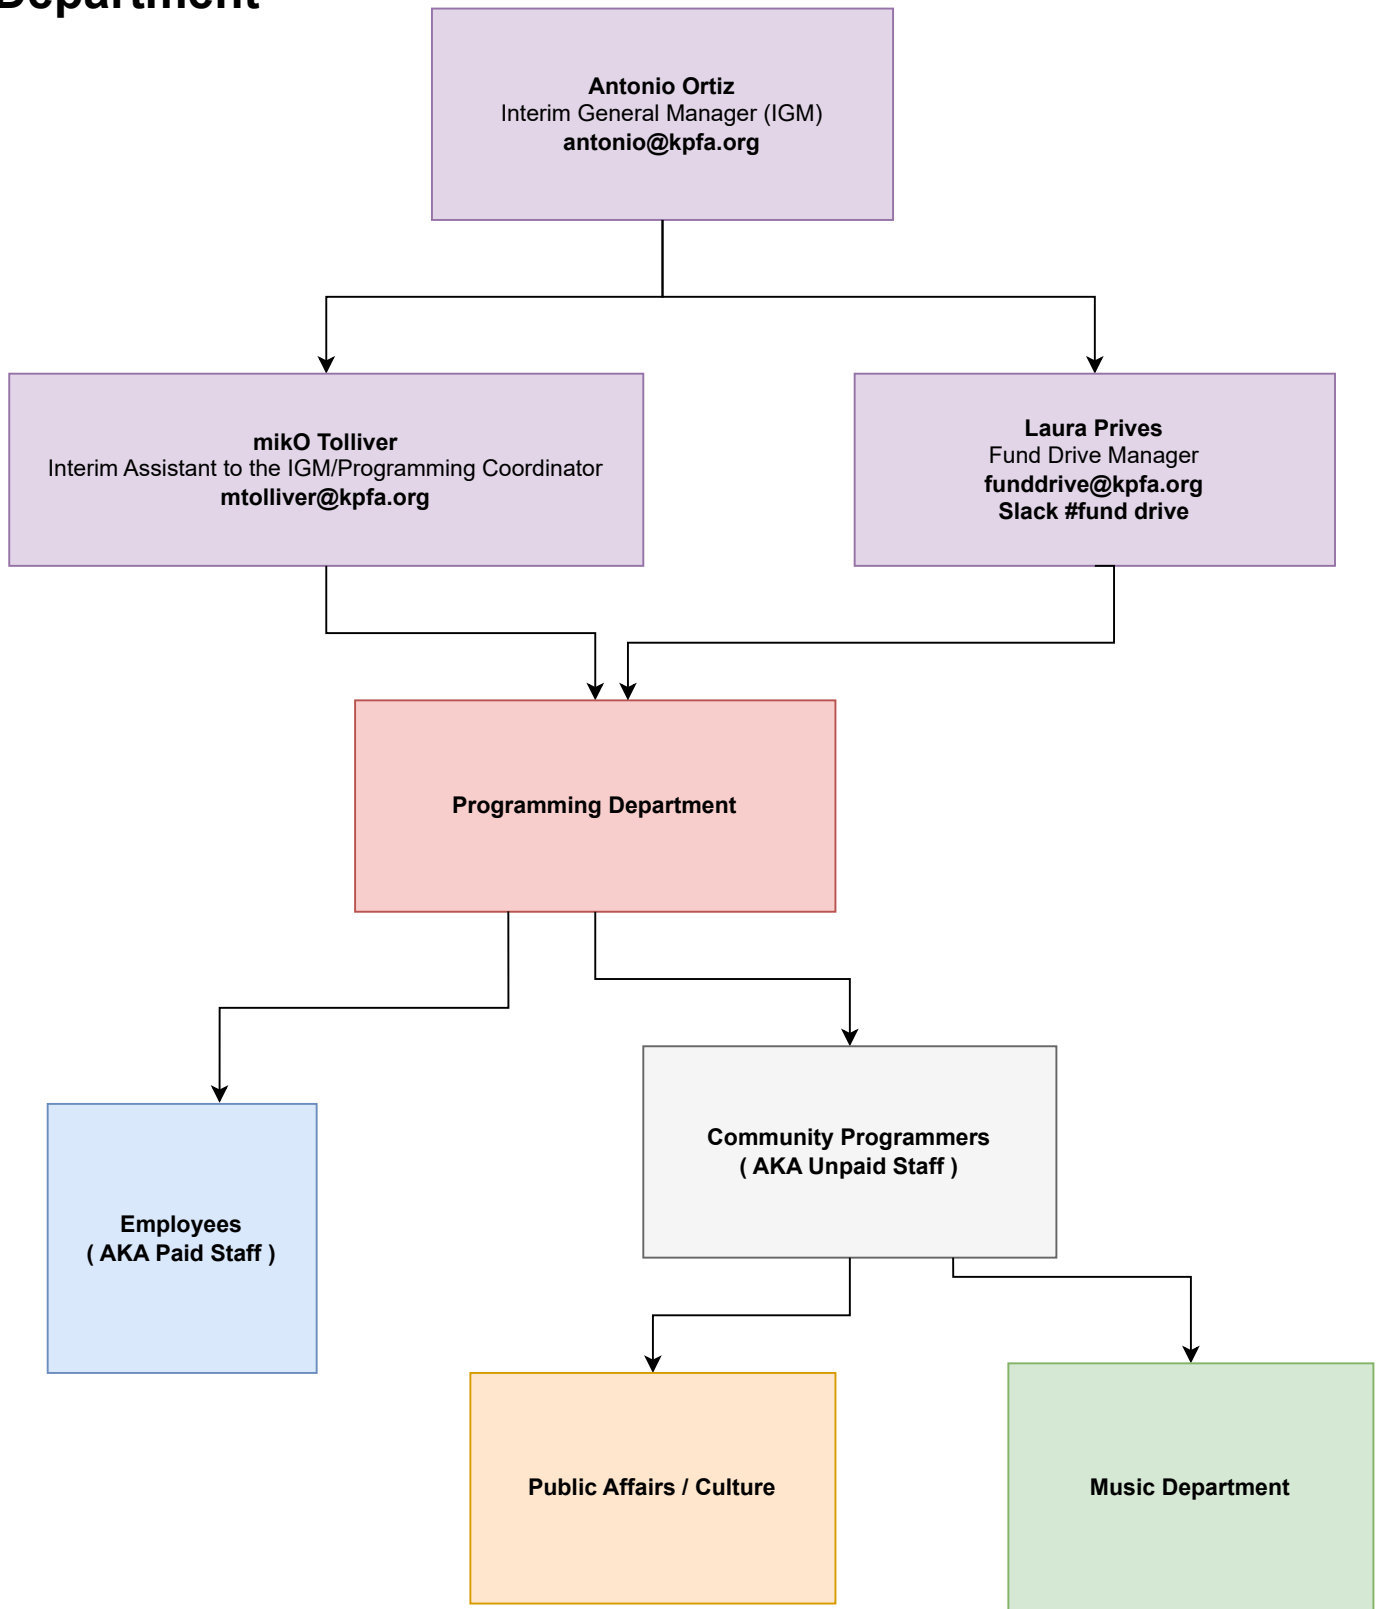 Department
Antonio Ortiz
Interim General Manager (IGM)
antonio@kpfa.org
mikO Tolliver
Interim Assistant to the IGM/Programming Coordinator
mtolliver@kpfa.org
Laura Prives
Fund Drive Manager
funddrive@kpfa.org
Slack #fund drive
Programming Department
Community Programmers
( AKA Unpaid Staff )
Employees
( AKA Paid Staff )
Public Affairs / Culture
Music Department